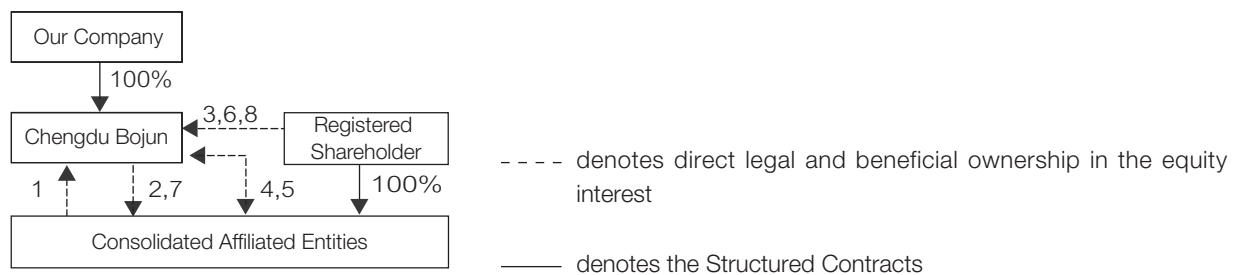 Our Company
100%
Chengdu Bojun
3,6,8
Registered
Shareholder
1
2,7
4,5
100%
Consolidated Affiliated Entities
denotes direct legal and beneficial ownership in the equity
interest
denotes the Structured Contracts